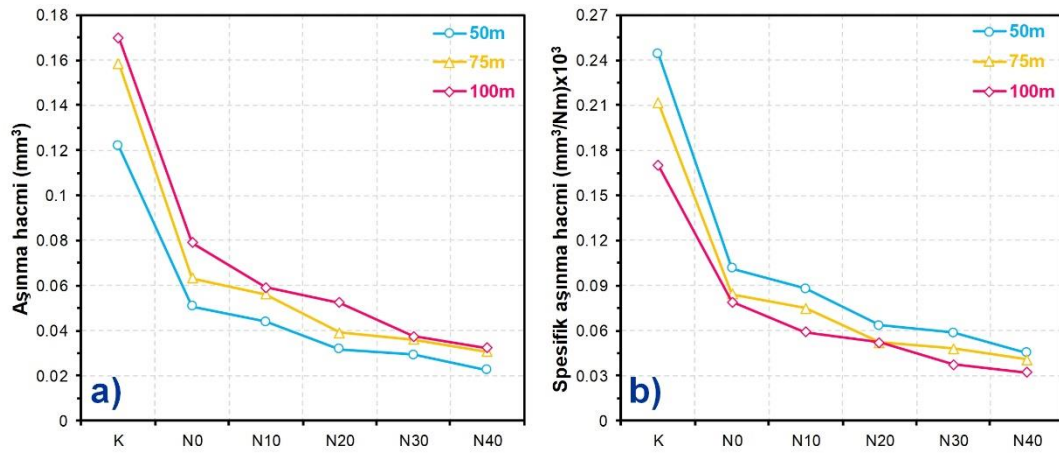 Aşınma hacmi (mm³)
0.18
0.16
0.14
0.12
0.1
0.08
0.06
0.04
0.02
0
50m
75m
100m
a)
K N0 N10 N20 N30 N40
Spesifik aşınma hacmi (mm³/Nm)x10³
0.27
0.24
0.21
0.18
0.15
0.12
0.09
0.06
0.03
0
50m
75m
100m
b)
K N0 N10 N20 N30 N40